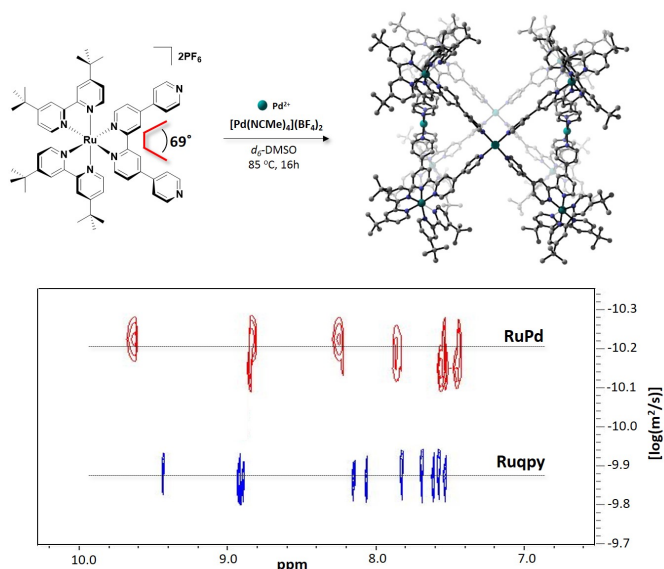 2PF6
N
N
N
N
N
N
N
N
Ru
69°
Pd2+
[Pd(NCMe)4](BF4)2
d6-DMSO
85 °C, 16h
RuPd
Ruqpy
-10.3
-10.2
-10.1
-10.0
-9.9
-9.8
-9.7
[log(m2/s)]
10.0 9.0 8.0 7.0
ppm